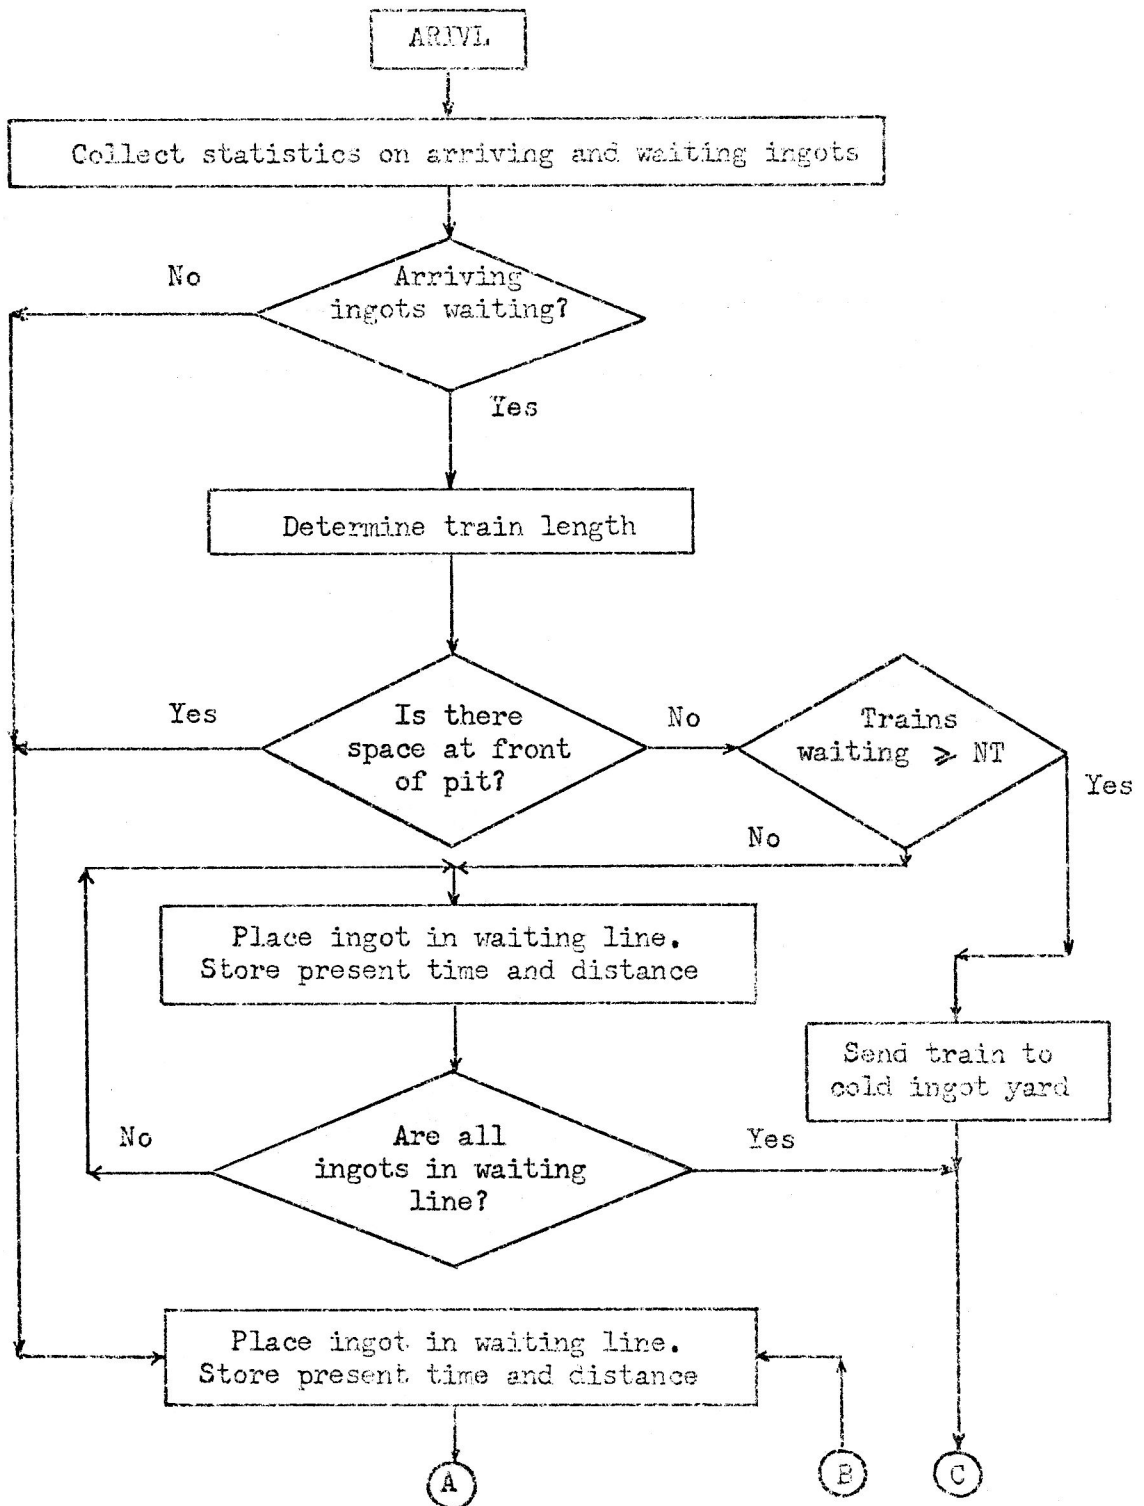 ARIVL
Collect statistics on arriving and waiting ingots
No
Arriving
ingots waiting?
Yes
Determine train length
Yes
Is there
space at front
of pit?
No
Trains
waiting ⩾ NT
Yes
No
Place ingot in waiting line.
Store present time and distance
Send train to
cold ingot yard
No
Are all
ingots in waiting
line?
Yes
Place ingot in waiting line.
Store present time and distance
A
B
C